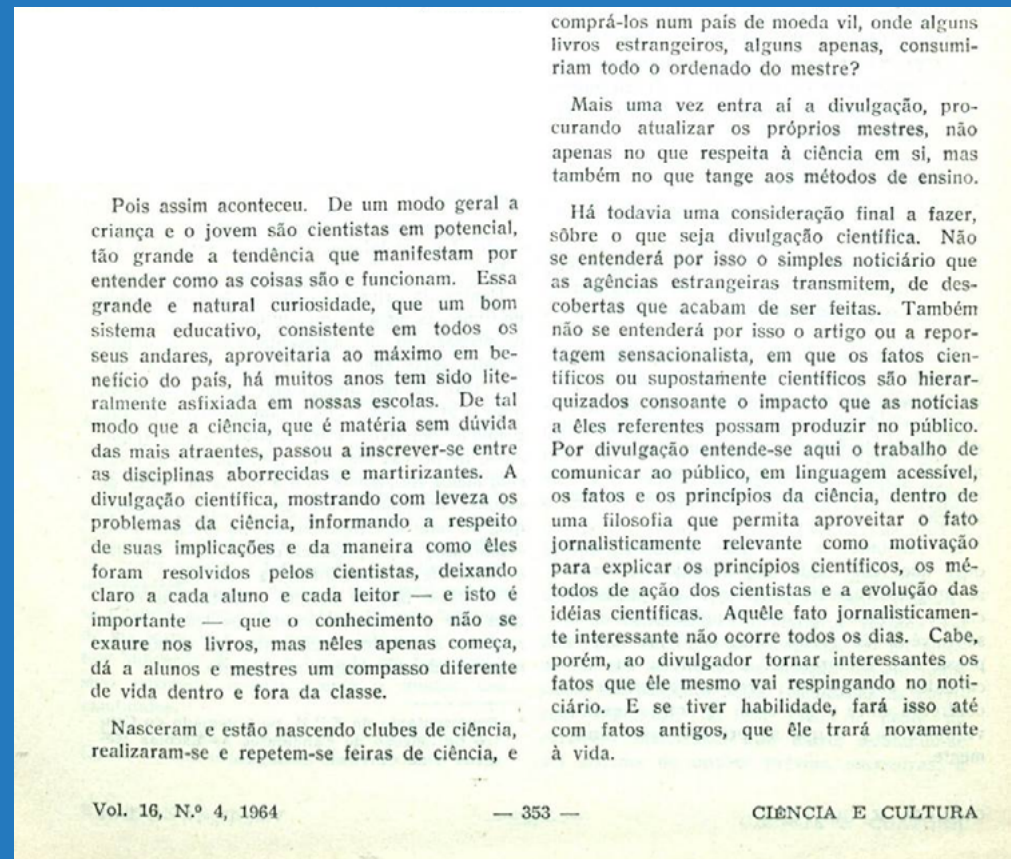 Pois assim aconteceu. De um modo geral a
criança e o jovem são cientistas em potencial,
tão grande a tendência que manifestam por
entender como as coisas são e funcionam. Essa
grande e natural curiosidade, que um bom
sistema educativo, consistente em todos os
seus andares, aproveitaria ao máximo em be-
nefício do país, há muitos anos tem sido lite-
ralmente asfixiada em nossas escolas. De tal
modo que a ciência, que é matéria sem dúvida
das mais atraentes, passou a inscrever-se entre
as disciplinas aborrecidas e martirizantes. A
divulgação científica, mostrando com leveza os
problemas da ciência, informando a respeito
de suas implicações e da maneira como êles
foram resolvidos pelos cientistas, deixando
claro a cada aluno e cada leitor — e isto é
importante — que o conhecimento não se
exaure nos livros, mas nêles apenas começa,
dá a alunos e mestres um compasso diferente
de vida dentro e fora da classe.
Nasceram e estão nascendo clubes de ciência,
realizaram-se e repetem-se feiras de ciência, e
comprá-los num país de moeda vil, onde alguns
livros estrangeiros, alguns apenas, consumi-
riam todo o ordenado do mestre?
Mais uma vez entra aí a divulgação, pro-
curando atualizar os próprios mestres, não
apenas no que respeita à ciência em si, mas
também no que tange aos métodos de ensino.
Há todavia uma consideração final a fazer,
sôbre o que seja divulgação científica. Não
se entenderá por isso o simples noticiário que
as agências estrangeiras transmitem, de des-
cobertas que acabam de ser feitas. Também
não se entenderá por isso o artigo ou a repor-
tagem sensacionalista, em que os fatos cien-
tíficos ou supostamente científicos são hierar-
quizados consoante o impacto que as notícias
a êles referentes possam produzir no público.
Por divulgação entende-se aqui o trabalho de
comunicar ao público, em linguagem acessível,
os fatos e os princípios da ciência, dentro de
uma filosofia que permita aproveitar o fato
jornalisticamente relevante como motivação
para explicar os princípios científicos, os mé-
todos de ação dos cientistas e a evolução das
idéias científicas. Aquêle fato jornalisticamen-
te interessante não ocorre todos os dias. Cabe,
porém, ao divulgador tornar interessantes os
fatos que êle mesmo vai respingando no noti-
ciário. E se tiver habilidade, fará isso até
com fatos antigos, que êle trará novamente
à vida.
Vol. 16, N.º 4, 1964
— 353 —
CIÊNCIA E CULTURA